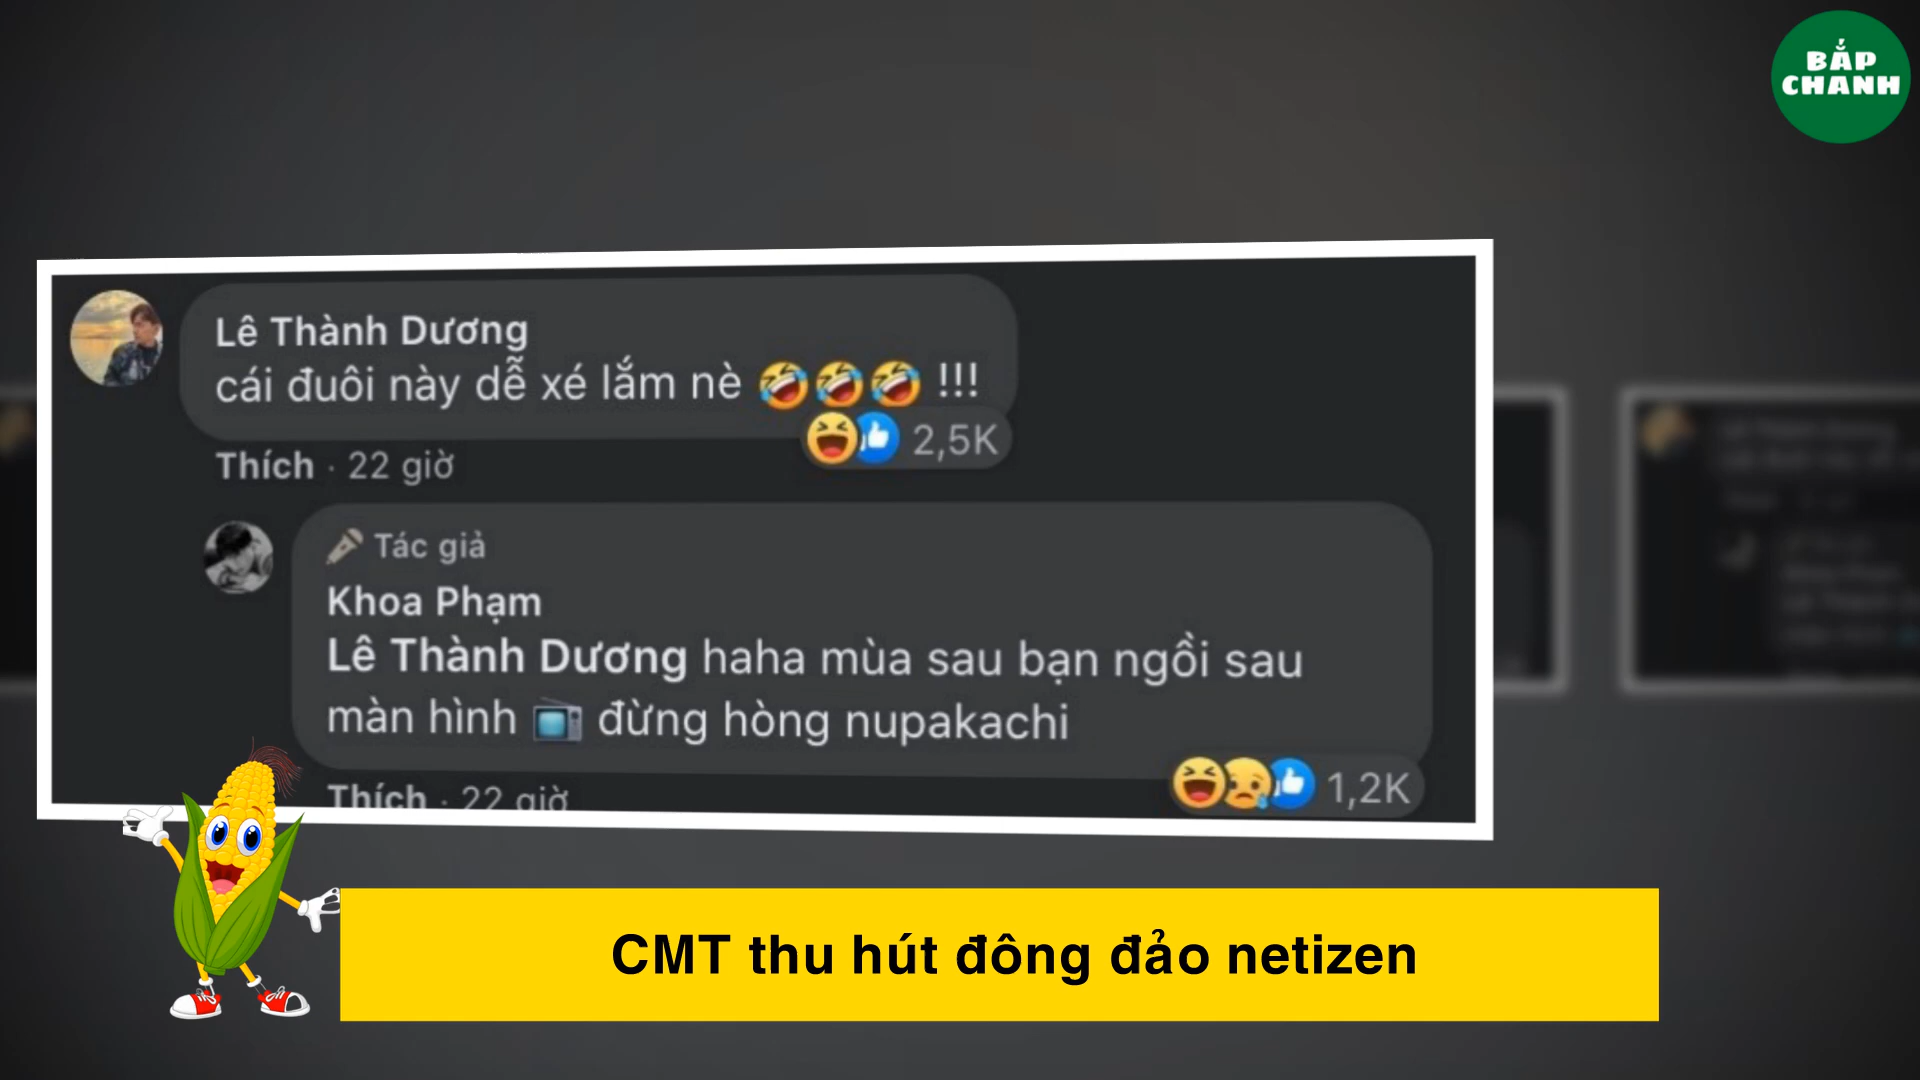 BẮP
CHANH
Lê Thành Dương
cái đuôi này dễ xé lắm nè 🤣🤣🤣 !!!
2,5K
Thích · 22 giờ
🎤 Tác giả
Khoa Phạm
Lê Thành Dương haha mùa sau bạn ngồi sau
màn hình 📺 đừng hòng nupakachi
1,2K
Thích · 22 giờ
CMT thu hút đông đảo netizen